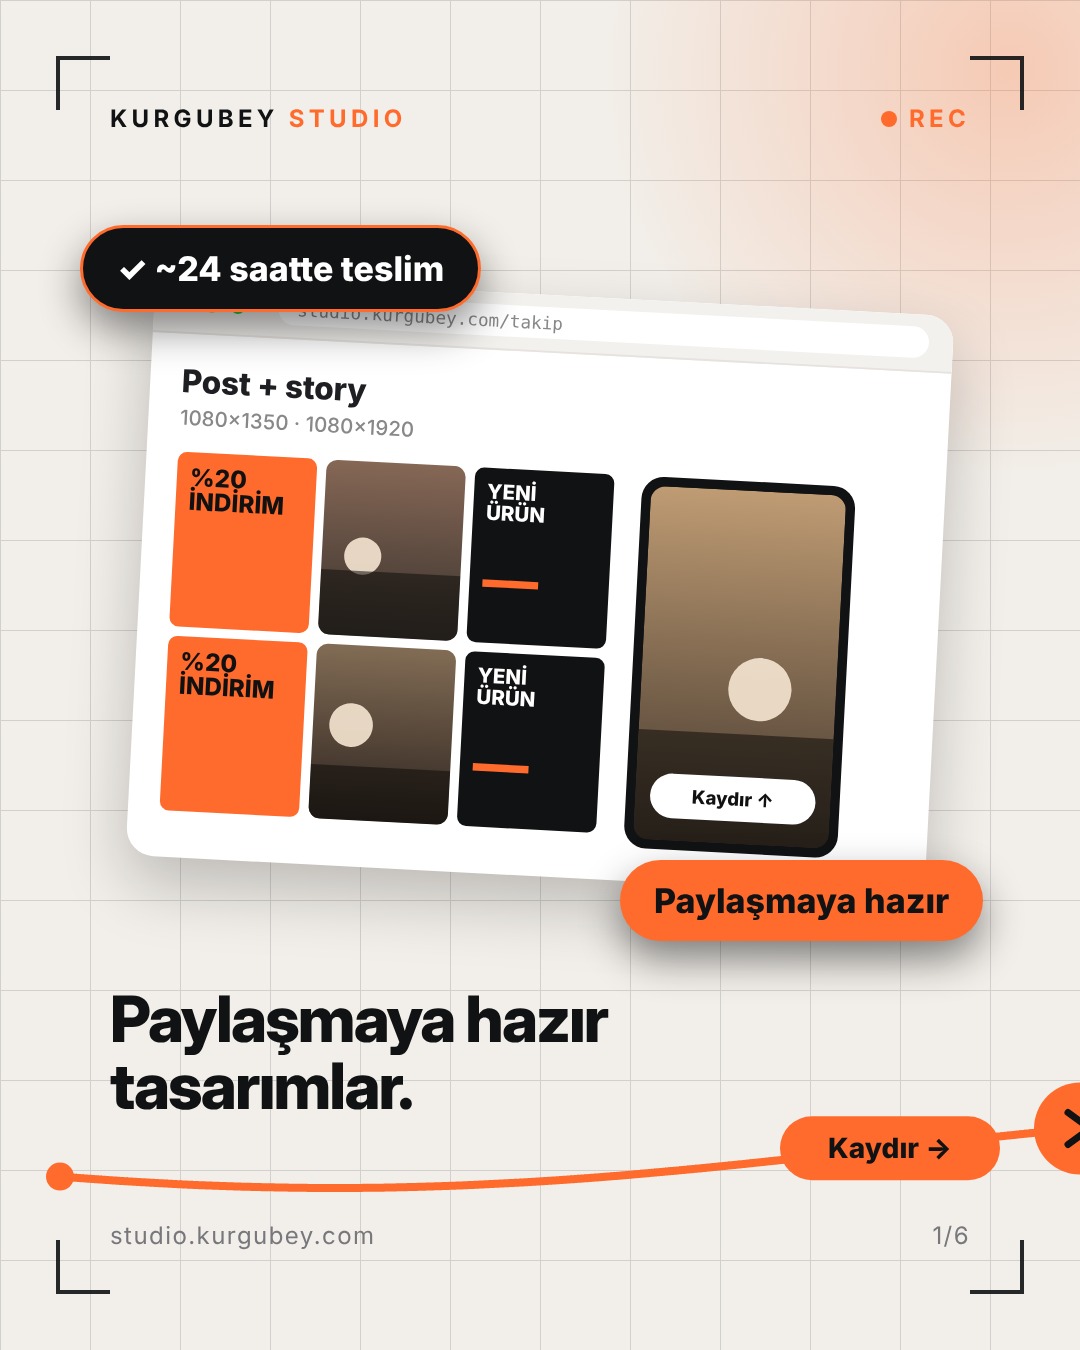 KURGUBEY STUDIO
REC
✓ ~24 saatte teslim
studio.kurgubey.com/takip
Post + story
1080×1350 · 1080×1920
%20
İNDİRİM
YENİ
ÜRÜN
%20
İNDİRİM
YENİ
ÜRÜN
Kaydır ↑
Paylaşmaya hazır
Paylaşmaya hazır
tasarımlar.
Kaydır →
studio.kurgubey.com
1/6